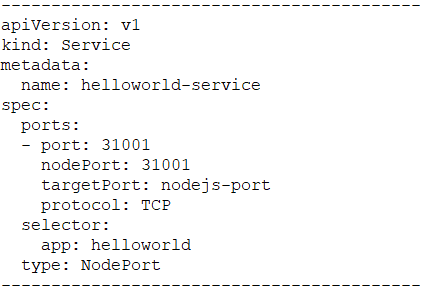 ------------------------------------------
apiVersion: v1
kind: Service
metadata:
  name: helloworld-service
spec:
  ports:
  - port: 31001
    nodePort: 31001
    targetPort: nodejs-port
    protocol: TCP
  selector:
    app: helloworld
  type: NodePort
------------------------------------------